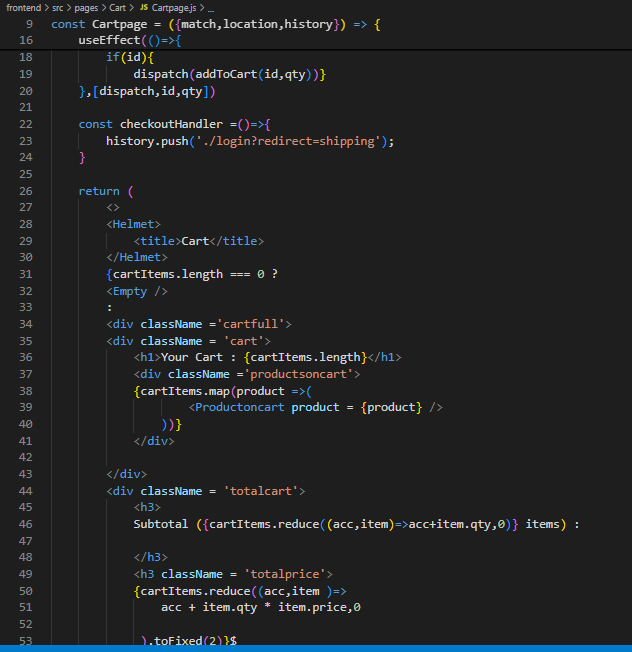 frontend > src > pages > Cart > JS Cartpage.js > ...
9 const Cartpage = ({match,location,history}) => {
16 useEffect(()=>{
18 if(id){
19 dispatch(addToCart(id,qty))}
20 },[dispatch,id,qty])
21
22 const checkoutHandler =()=>{
23 history.push('./login?redirect=shipping');
24 }
25
26 return (
27 <>
28 <Helmet>
29 <title>Cart</title>
30 </Helmet>
31 {cartItems.length === 0 ?
32 <Empty />
33 :
34 <div className ='cartfull'>
35 <div className = 'cart'>
36 <h1>Your Cart : {cartItems.length}</h1>
37 <div className ='productsoncart'>
38 {cartItems.map(product =>(
39 <Productoncart product = {product} />
40 ))}
41 </div>
42
43 </div>
44 <div className = 'totalcart'>
45 <h3>
46 Subtotal ({cartItems.reduce((acc,item)=>acc+item.qty,0)} items) :
47
48 </h3>
49 <h3 className = 'totalprice'>
50 {cartItems.reduce((acc,item )=>
51 acc + item.qty * item.price,0
52
53 ).toFixed(2)}$